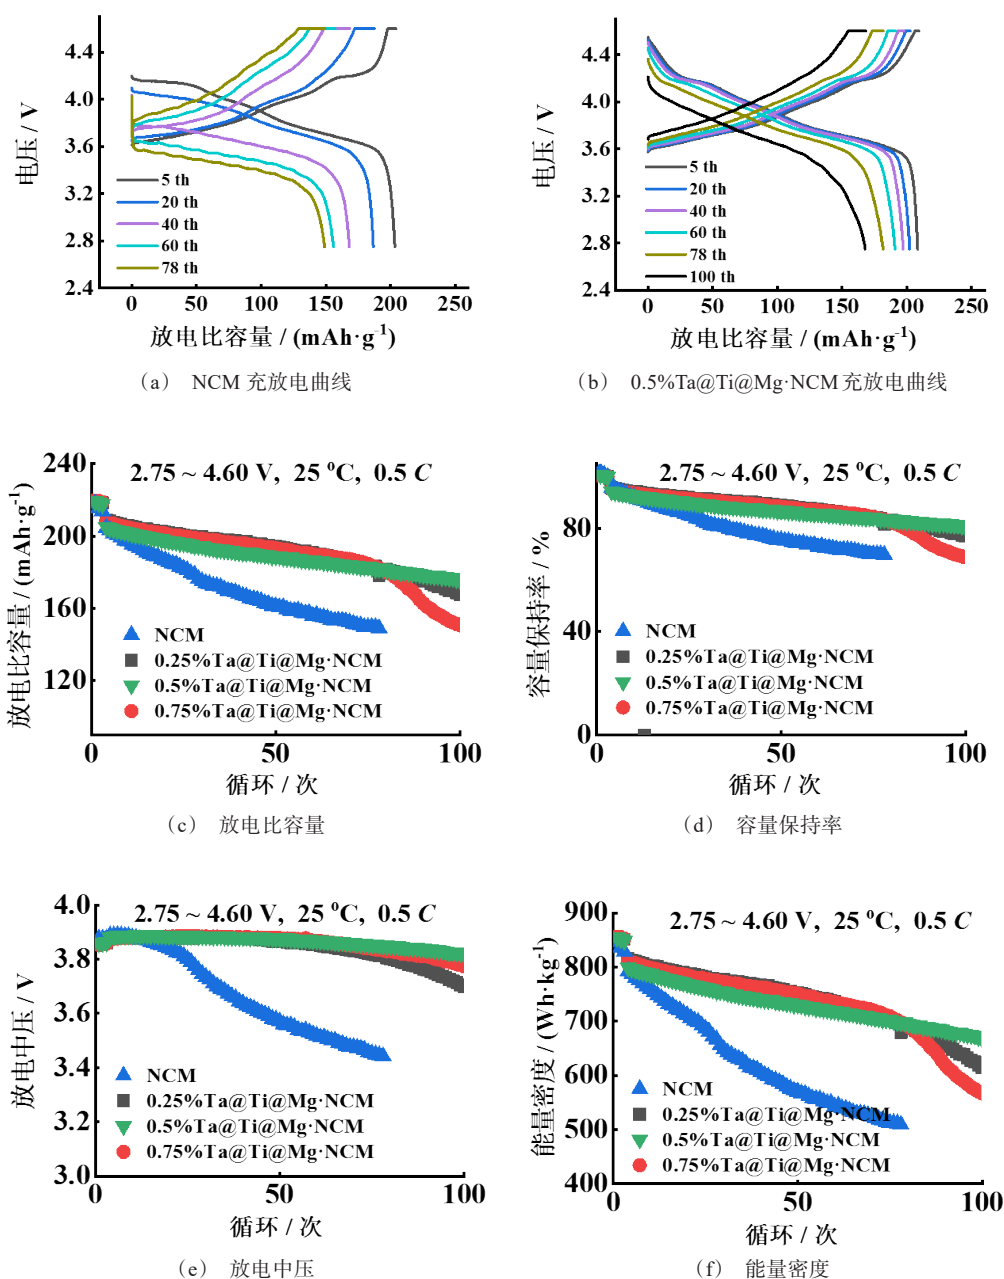 4.4
4.0
3.6
3.2
2.8
2.4
电压 / V
5 th
20 th
40 th
60 th
78 th
0 50 100 150 200 250
放电比容量 / (mAh·g-1)
(a) NCM 充放电曲线
4.4
4.0
3.6
3.2
2.8
2.4
电压 / V
5 th
20 th
40 th
60 th
78 th
100 th
0 50 100 150 200 250
放电比容量 / (mAh·g-1)
(b) 0.5%Ta@Ti@Mg·NCM 充放电曲线
240
200
160
120
放电比容量 / (mAh·g-1)
2.75 ~ 4.60 V, 25 oC, 0.5 C
NCM
0.25%Ta@Ti@Mg·NCM
0.5%Ta@Ti@Mg·NCM
0.75%Ta@Ti@Mg·NCM
0 50 100
循环 / 次
(c) 放电比容量
80
40
0
容量保持率 / %
2.75 ~ 4.60 V, 25 oC, 0.5 C
NCM
0.25%Ta@Ti@Mg·NCM
0.5%Ta@Ti@Mg·NCM
0.75%Ta@Ti@Mg·NCM
0 50 100
循环 / 次
(d) 容量保持率
4.0
3.8
3.6
3.4
3.2
3.0
放电中压 / V
2.75 ~ 4.60 V, 25 oC, 0.5 C
NCM
0.25%Ta@Ti@Mg·NCM
0.5%Ta@Ti@Mg·NCM
0.75%Ta@Ti@Mg·NCM
0 50 100
循环 / 次
(e) 放电中压
900
800
700
600
500
400
能量密度 / (Wh·kg-1)
2.75 ~ 4.60 V, 25 oC, 0.5 C
NCM
0.25%Ta@Ti@Mg·NCM
0.5%Ta@Ti@Mg·NCM
0.75%Ta@Ti@Mg·NCM
0 50 100
循环 / 次
(f) 能量密度